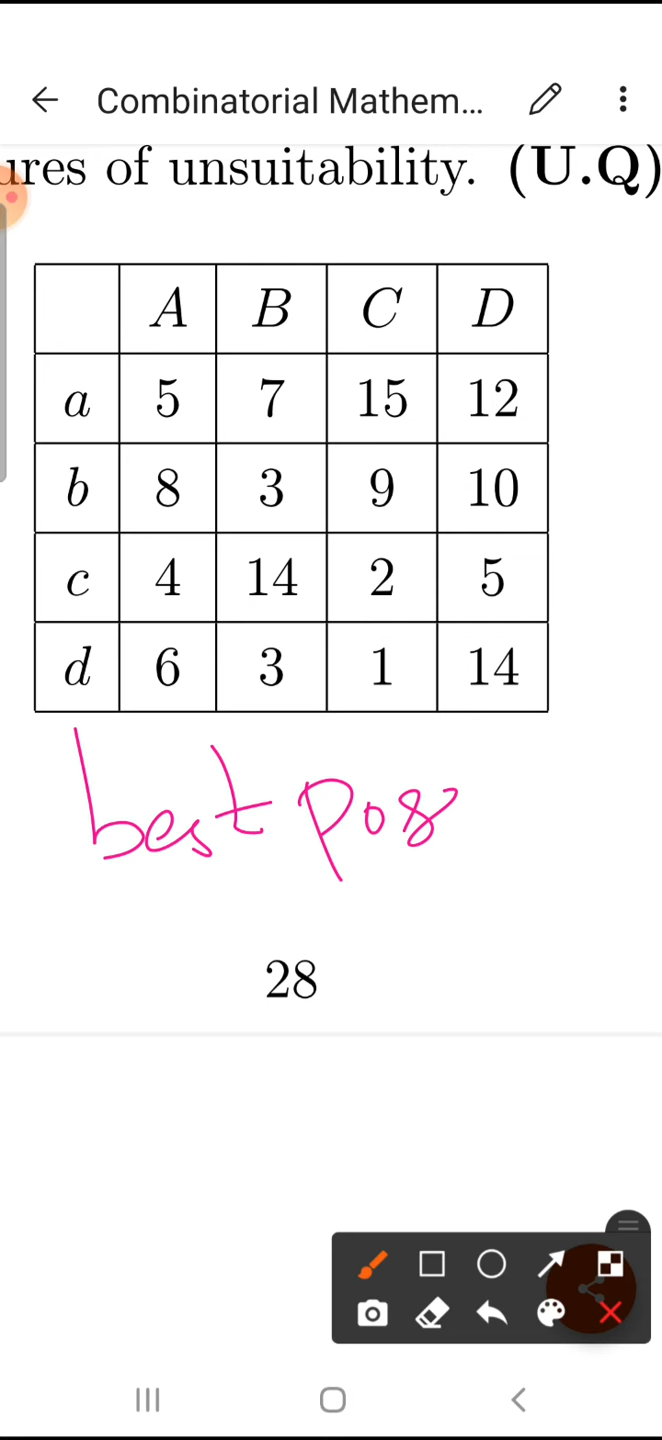 Combinatorial Mathem...
ures of unsuitability. (U.Q)
A B C D
a 5 7 15 12
b 8 3 9 10
c 4 14 2 5
d 6 3 1 14
best pos
28